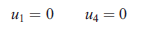 u₁ = 0 u₄ = 0